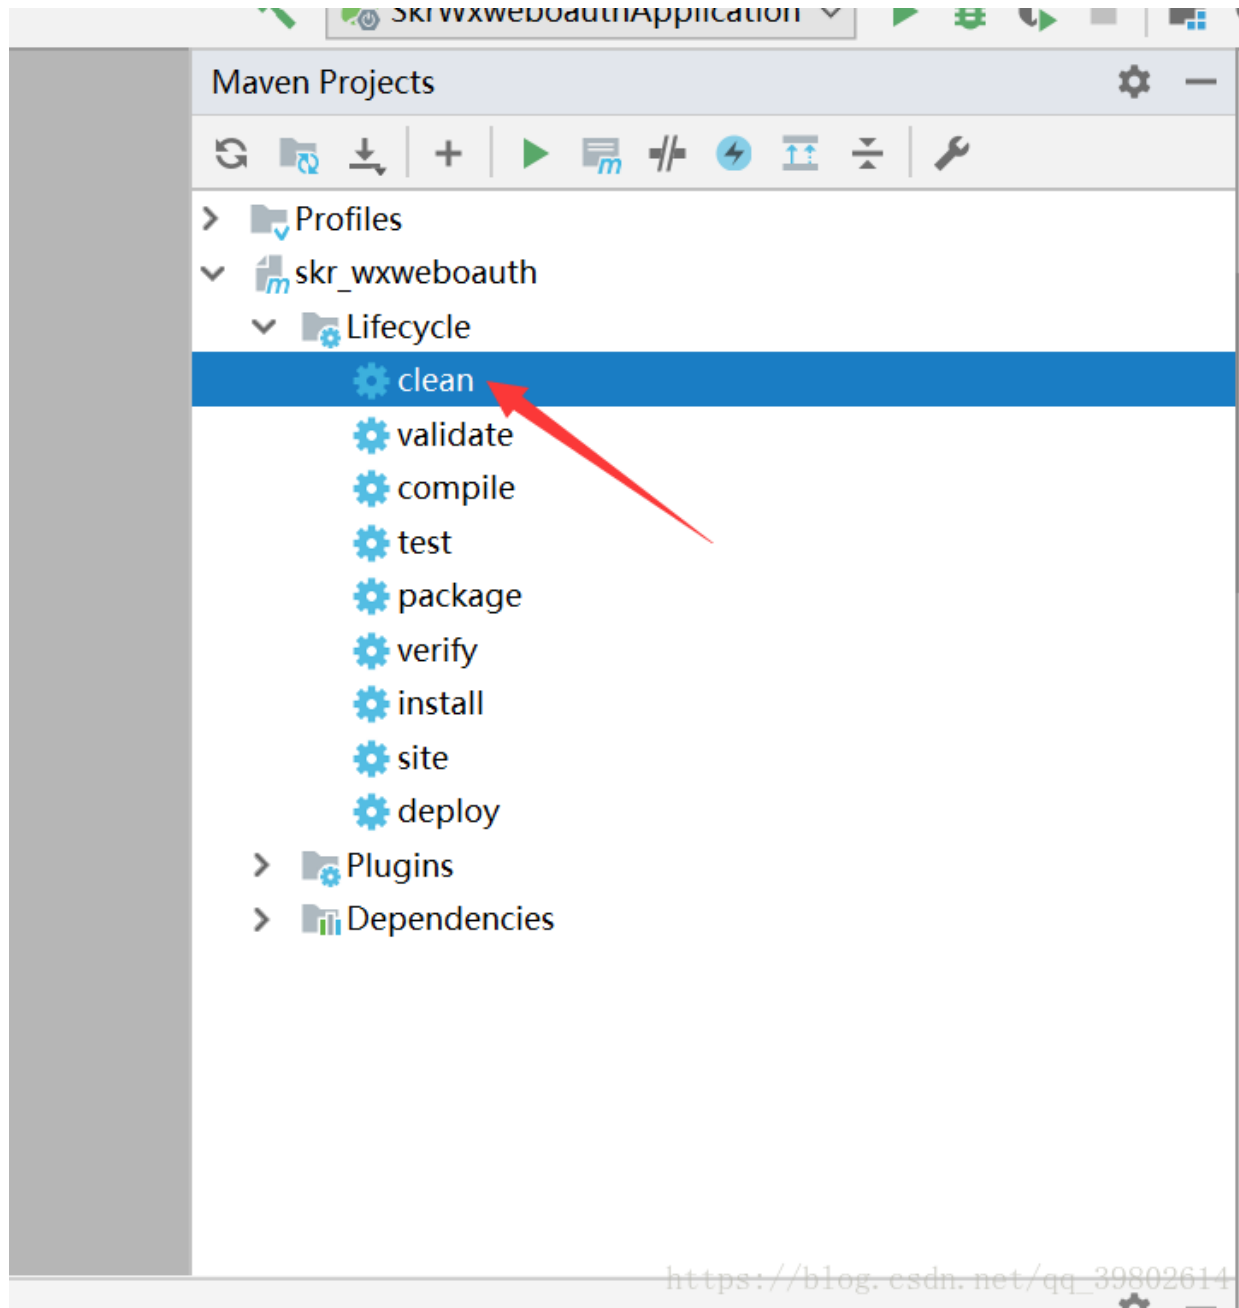 SkrWxweboauthApplication
Maven Projects
Profiles
skr_wxweboauth
Lifecycle
clean
validate
compile
test
package
verify
install
site
deploy
Plugins
Dependencies
https://blog.csdn.net/qq_39802614